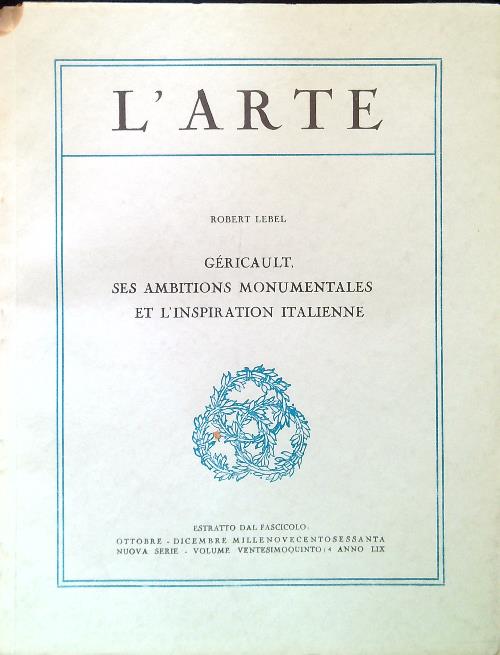 L'ARTE
ROBERT LEBEL
GÉRICAULT,
SES AMBITIONS MONUMENTALES
ET L'INSPIRATION ITALIENNE
ESTRATTO DAL FASCICOLO:
OTTOBRE - DICEMBRE MILLENOVECENTOSESSANTA
NUOVA SERIE - VOLUME VENTESIMOQUINTO: 4 ANNO LIX